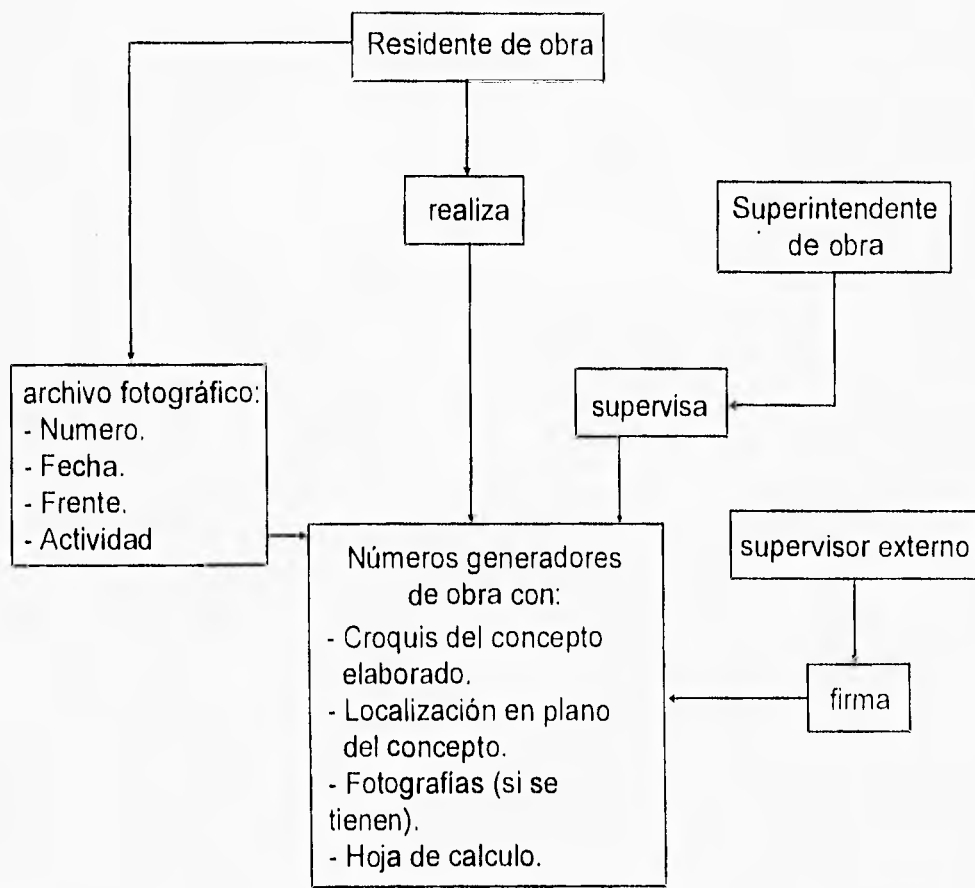 Residente de obra
realiza
Superintendente
de obra
archivo fotográfico:
- Numero.
- Fecha.
- Frente.
- Actividad
supervisa
Números generadores
de obra con:
- Croquis del concepto
elaborado.
- Localización en plano
del concepto.
- Fotografías (si se
tienen).
- Hoja de calculo.
supervisor externo
firma